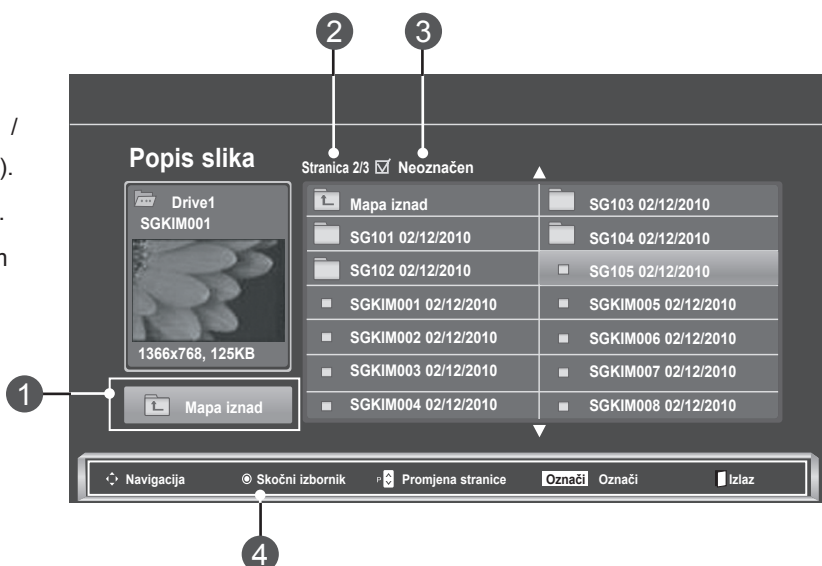 2 3
/
).
.
n
Popis slika
Stranica 2/3 Neoznačen
Drive1
SGKIM001
1366x768, 125KB
1
Mapa iznad
Mapa iznad
SG101 02/12/2010
SG102 02/12/2010
SGKIM001 02/12/2010
SGKIM002 02/12/2010
SGKIM003 02/12/2010
SGKIM004 02/12/2010
SG103 02/12/2010
SG104 02/12/2010
SG105 02/12/2010
SGKIM005 02/12/2010
SGKIM006 02/12/2010
SGKIM007 02/12/2010
SGKIM008 02/12/2010
Navigacija Skočni izbornik P Promjena stranice Označi Označi Izlaz
4